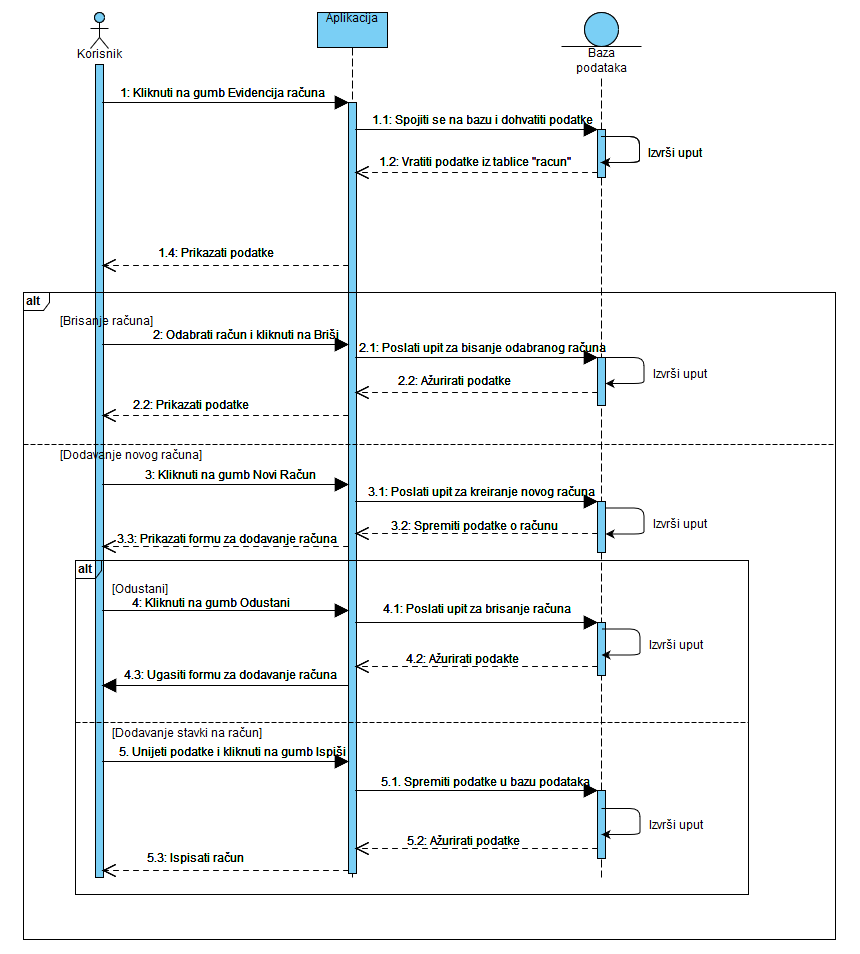 Aplikacija
Korisnik
Baza
podataka
1: Kliknuti na gumb Evidencija računa
1.1: Spojiti se na bazu i dohvatiti podatke
Izvrši uput
1.2: Vratiti podatke iz tablice "racun"
1.4: Prikazati podatke
alt
[Brisanje računa]
2: Odabrati račun i kliknuti na Briši
2.1: Poslati upit za bisanje odabranog računa
Izvrši uput
2.2: Ažurirati podatke
2.2: Prikazati podatke
[Dodavanje novog računa]
3: Kliknuti na gumb Novi Račun
3.1: Poslati upit za kreiranje novog računa
Izvrši uput
3.2: Spremiti podatke o računu
3.3: Prikazati formu za dodavanje računa
alt
[Odustani]
4: Kliknuti na gumb Odustani
4.1: Poslati upit za brisanje računa
Izvrši uput
4.2: Ažurirati podakte
4.3: Ugasiti formu za dodavanje računa
[Dodavanje stavki na račun]
5. Unijeti podatke i kliknuti na gumb Ispiši
5.1. Spremiti podatke u bazu podataka
Izvrši uput
5.2: Ažurirati podatke
5.3: Ispisati račun